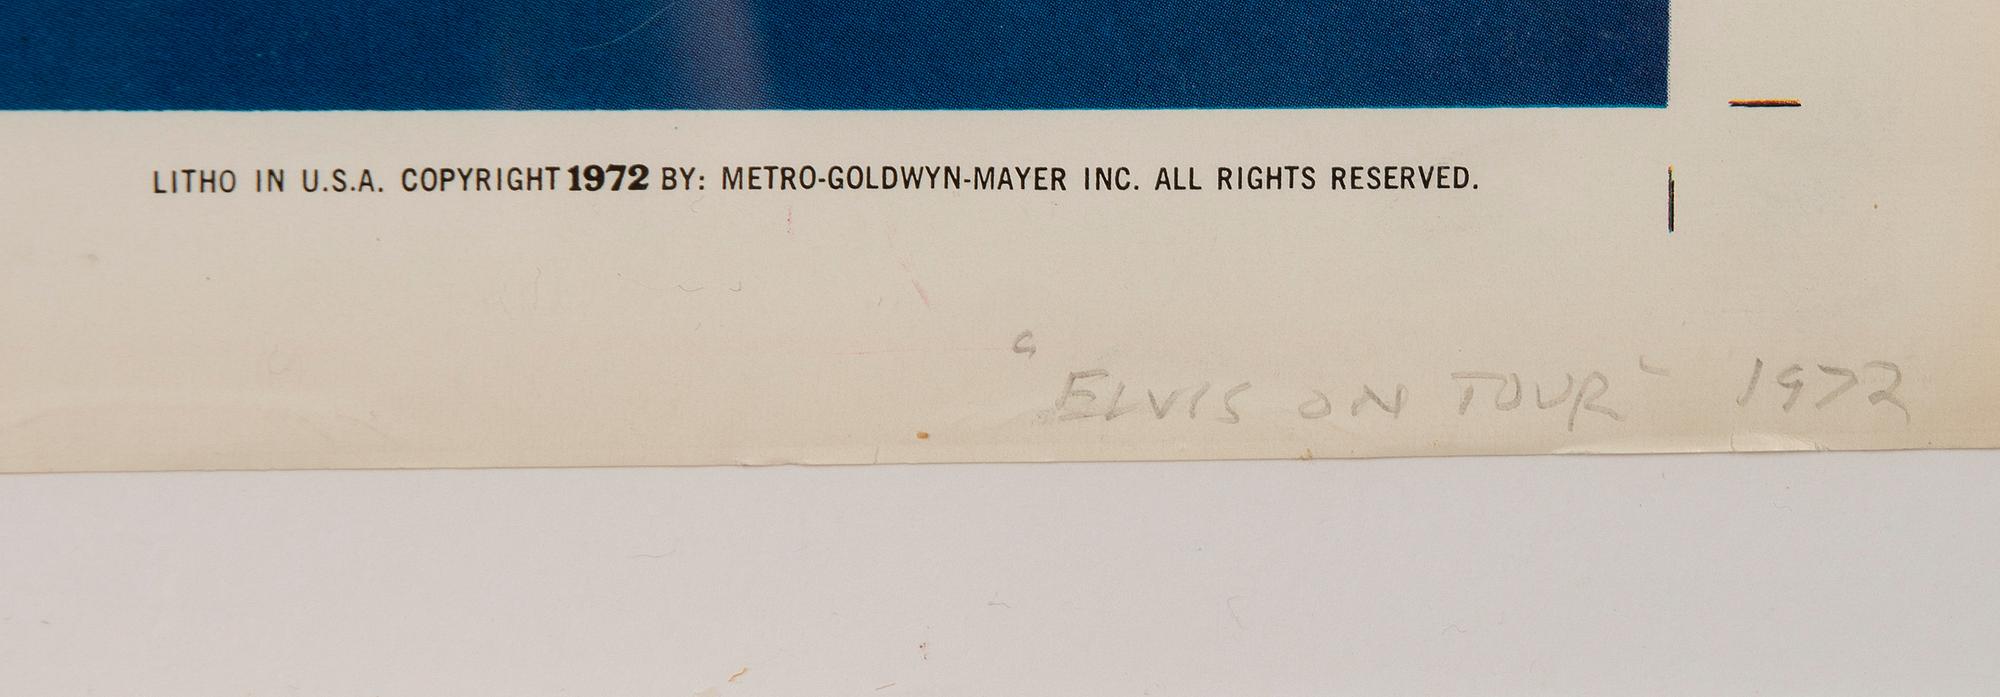 LITHO IN U.S.A. COPYRIGHT 1972 BY: METRO-GOLDWYN-MAYER INC. ALL RIGHTS RESERVED.
"ELVIS ON TOUR" 1972